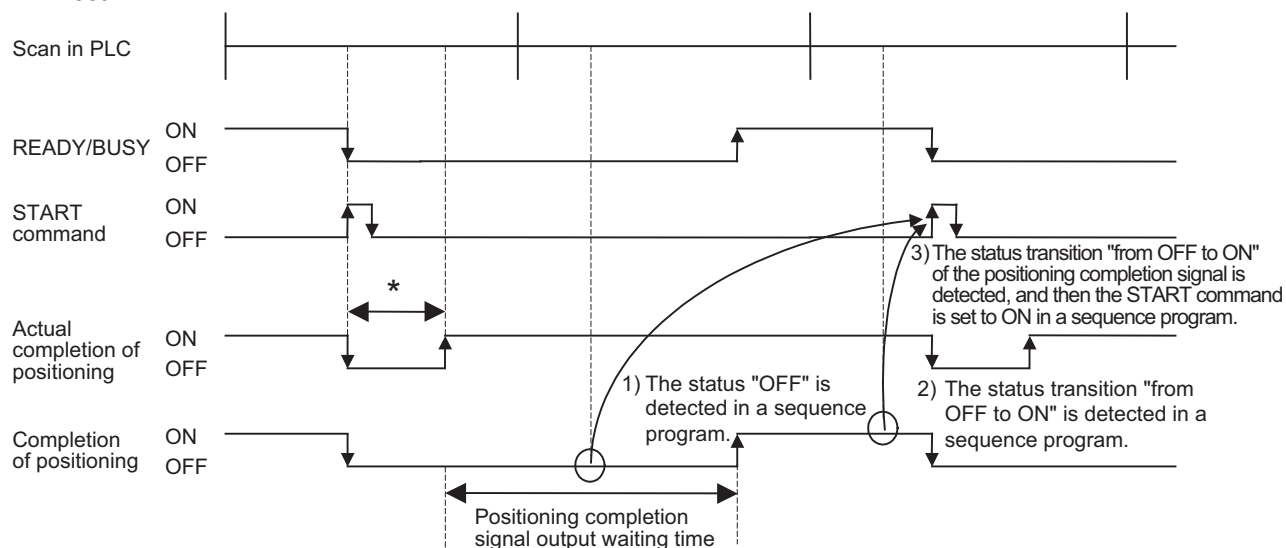 Scan in PLC
READY/BUSY
ON
OFF
START
command
ON
OFF
3) The status transition "from OFF to ON"
of the positioning completion signal is
detected, and then the START command
is set to ON in a sequence program.
*
Actual
completion of
positioning
ON
OFF
1) The status "OFF" is
detected in a sequence
program.
2) The status transition "from
OFF to ON" is detected in a
sequence program.
Completion
of positioning
ON
OFF
Positioning completion
signal output waiting time